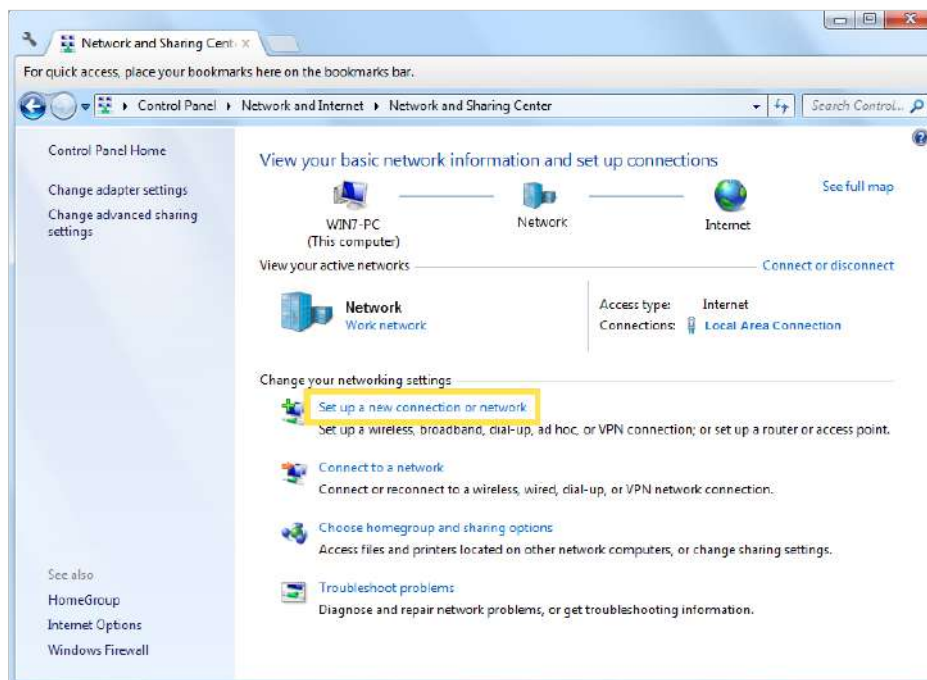 Network and Sharing Cent
For quick access, place your bookmarks here on the bookmarks bar.
Control Panel Network and Internet Network and Sharing Center
Search Control...
Control Panel Home
Change adapter settings
Change advanced sharing
settings
View your basic network information and set up connections
See full map
WIN7-PC
(This computer)
Network
Internet
View your active networks
Connect or disconnect
Network
Work network
Access type: Internet
Connections: Local Area Connection
Change your networking settings
Set up a new connection or network
Set up a wireless, broadband, dial-up, ad hoc, or VPN connection; or set up a router or access point.
Connect to a network
Connect or reconnect to a wireless, wired, dial-up, or VPN network connection.
Choose homegroup and sharing options
Access files and printers located on other network computers, or change sharing settings.
Troubleshoot problems
Diagnose and repair network problems, or get troubleshooting information.
See also
HomeGroup
Internet Options
Windows Firewall